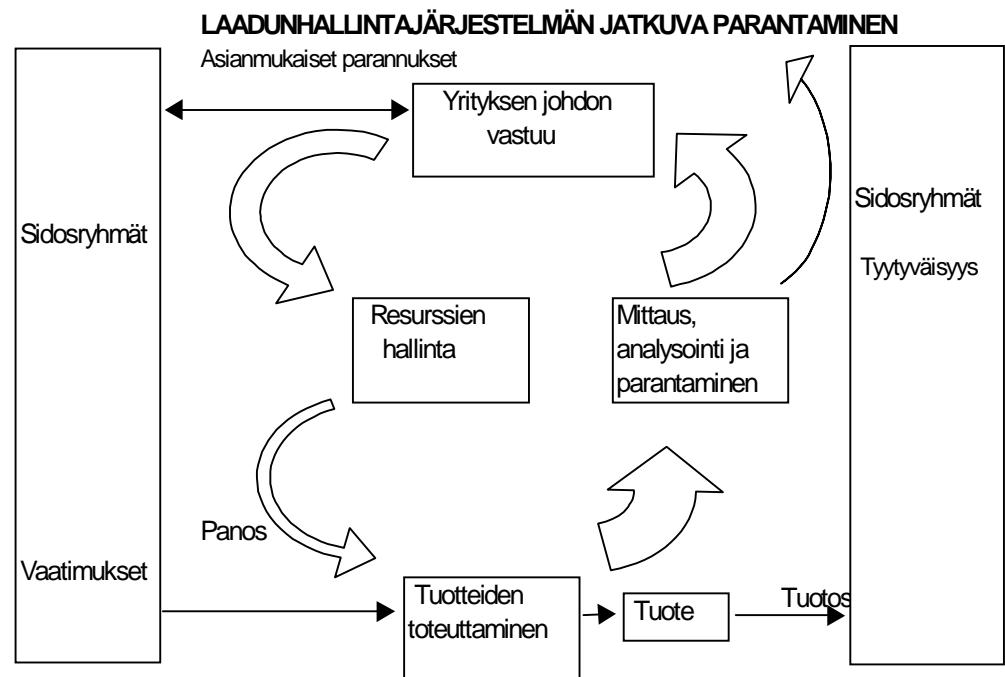 LAADUNHALLINTAJÄRJESTELMÄN JATKUVA PARANTAMINEN
Asianmukaiset parannukset
Yrityksen johdon
vastuu
Sidosryhmät
Sidosryhmät
Tyytyväisyys
Resurssien
hallinta
Mittaus,
analysointi ja
parantaminen
Panos
Vaatimukset
Tuotteiden
toteuttaminen
Tuote
Tuotos